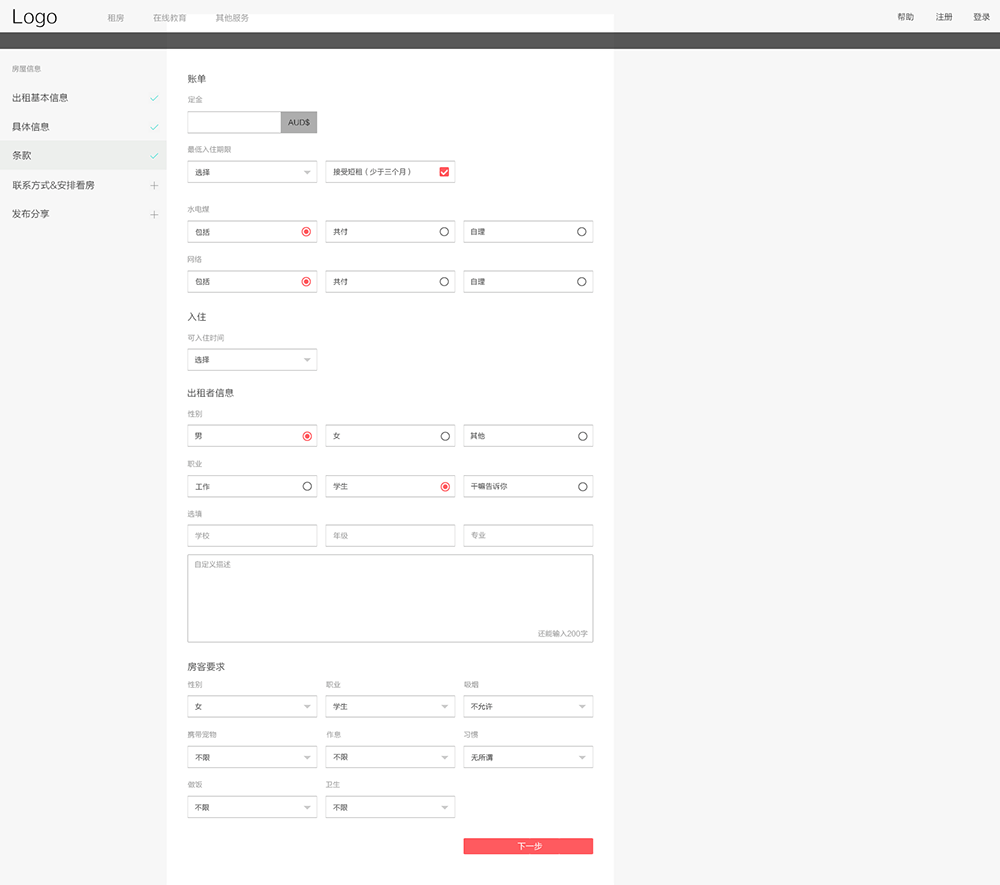 Logo 租房 在线教育 其他服务 帮助 注册 登录
房屋信息
出租基本信息
具体信息
条款
联系方式&安排看房
发布分享
账单
定金
AUD$
最低入住期限
选择 接受短租（少于三个月）
水电煤
包括 共付 自理
网络
包括 共付 自理
入住
可入住时间
选择
出租者信息
性别
男 女 其他
职业
工作 学生 干嘛告诉你
选填
学校 年级 专业
自定义描述
还能输入200字
房客要求
性别 职业 吸烟
女 学生 不允许
携带宠物 作息 习惯
不限 不限 无所谓
做饭 卫生
不限 不限
下一步